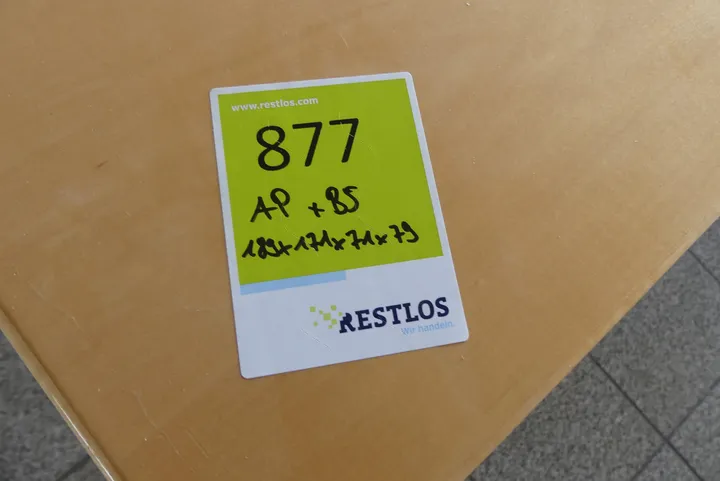 www.restlos.com
877
AP + BS
189x171x71x79
RESTLOS
Wir handeln.